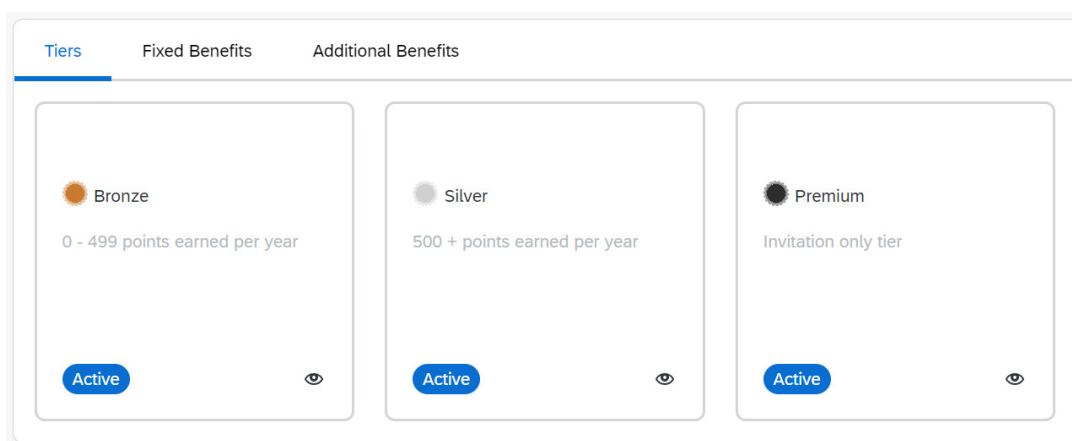 Tiers Fixed Benefits Additional Benefits
Bronze
0 - 499 points earned per year
Active
Silver
500 + points earned per year
Active
Premium
Invitation only tier
Active